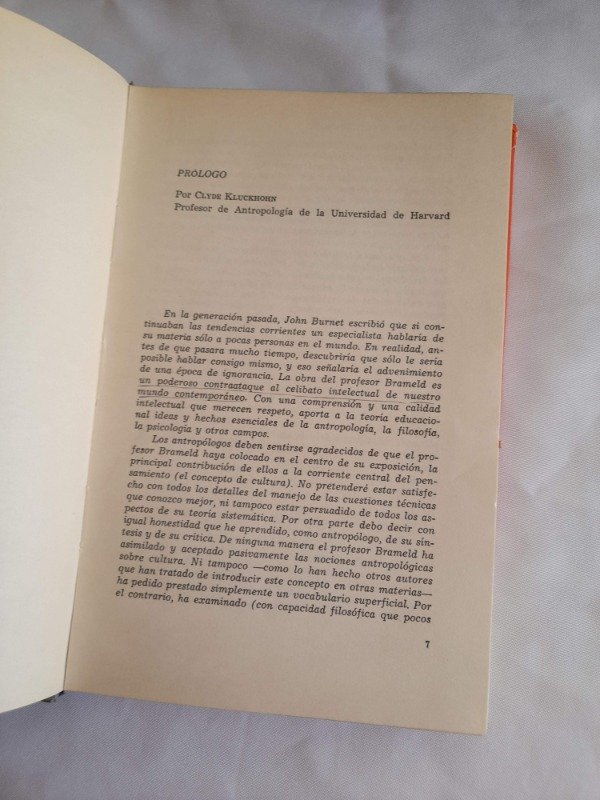 PRÓLOGO
Por CLYDE KLUCKHOHN
Profesor de Antropología de la Universidad de Harvard
En la generación pasada, John Burnet escribió que si con-
tinuaban las tendencias corrientes un especialista hablaría de
su materia sólo a pocas personas en el mundo. En realidad, an-
tes de que pasara mucho tiempo, descubriría que sólo le sería
posible hablar consigo mismo, y eso señalaría el advenimiento
de una época de ignorancia. La obra del profesor Brameld es
un poderoso contraataque al celibato intelectual de nuestro
mundo contemporáneo. Con una comprensión y una calidad
intelectual que merecen respeto, aporta a la teoría educacio-
nal ideas y hechos esenciales de la antropología, la filosofía,
la psicología y otros campos.
Los antropólogos deben sentirse agradecidos de que el pro-
fesor Brameld haya colocado en el centro de su exposición, la
principal contribución de ellos a la corriente central del pen-
samiento (el concepto de cultura). No pretenderé estar satisfe-
cho con todos los detalles del manejo de las cuestiones técnicas
que conozco mejor, ni tampoco estar persuadido de todos los as-
pectos de su teoría sistemática. Por otra parte debo decir con
igual honestidad que he aprendido, como antropólogo, de su sín-
tesis y de su crítica. De ninguna manera el profesor Brameld ha
asimilado y aceptado pasivamente las nociones antropológicas
sobre cultura. Ni tampoco —como lo han hecho otros autores
que han tratado de introducir este concepto en otras materias—
ha pedido prestado simplemente un vocabulario superficial. Por
el contrario, ha examinado (con capacidad filosófica que pocos
7